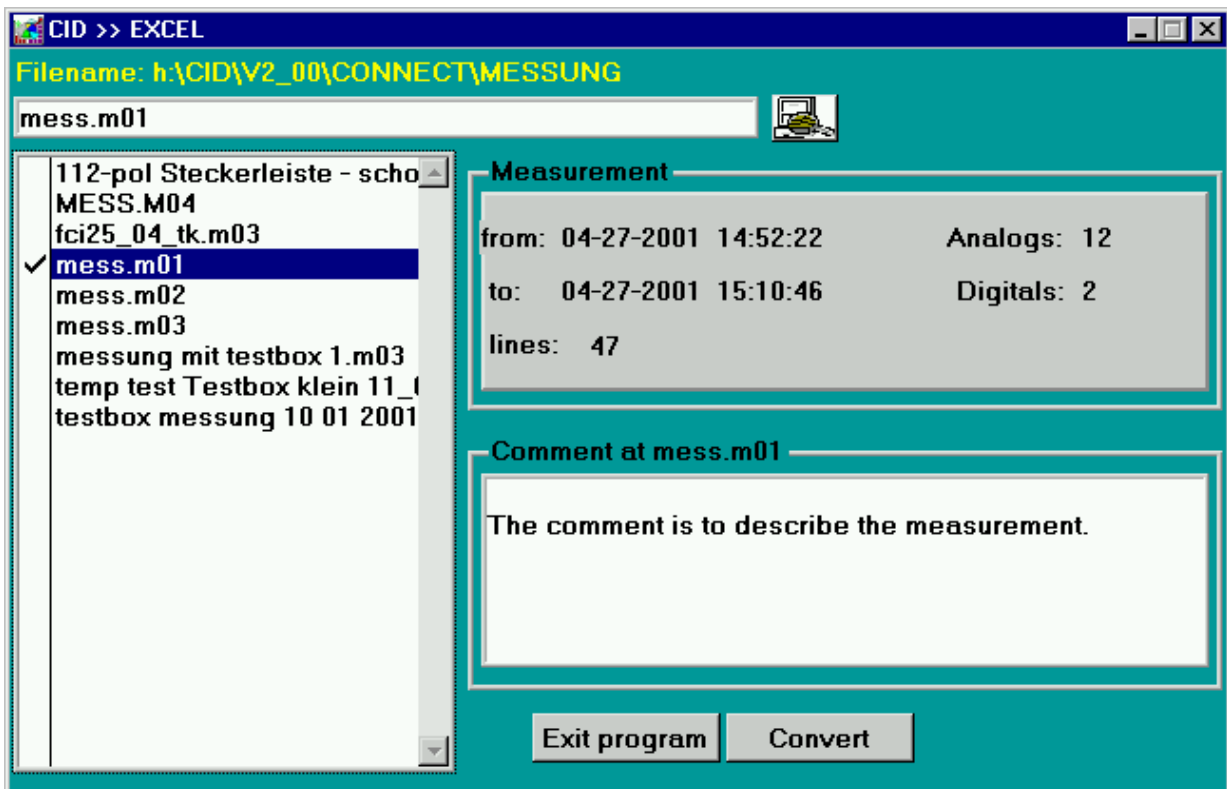 CID >> EXCEL
Filename: h:\CID\V2_00\CONNECT\MESSUNG
mess.m01
112-pol Steckerleiste - scho
MESS.M04
fci25_04_tk.m03
mess.m01
mess.m02
mess.m03
messung mit testbox 1.m03
temp test Testbox klein 11_
testbox messung 10 01 2001
Measurement
from: 04-27-2001 14:52:22 Analogs: 12
to: 04-27-2001 15:10:46 Digitals: 2
lines: 47
Comment at mess.m01
The comment is to describe the measurement.
Exit program Convert